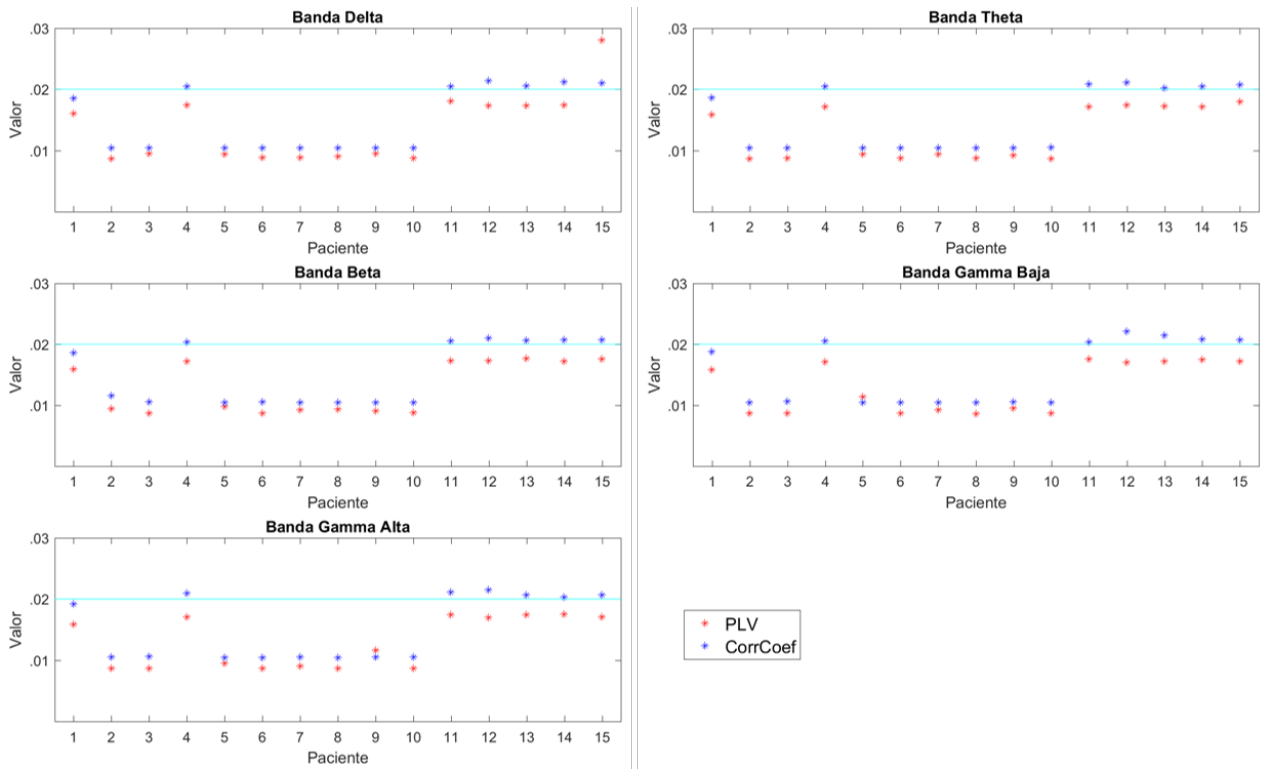 Banda Delta
.03
.02
.01
Valor
1 2 3 4 5 6 7 8 9 10 11 12 13 14 15
Paciente
Banda Theta
.03
.02
.01
Valor
1 2 3 4 5 6 7 8 9 10 11 12 13 14 15
Paciente
Banda Beta
.03
.02
.01
Valor
1 2 3 4 5 6 7 8 9 10 11 12 13 14 15
Paciente
Banda Gamma Baja
.03
.02
.01
Valor
1 2 3 4 5 6 7 8 9 10 11 12 13 14 15
Paciente
Banda Gamma Alta
.03
.02
.01
Valor
1 2 3 4 5 6 7 8 9 10 11 12 13 14 15
Paciente
PLV
CorrCoef